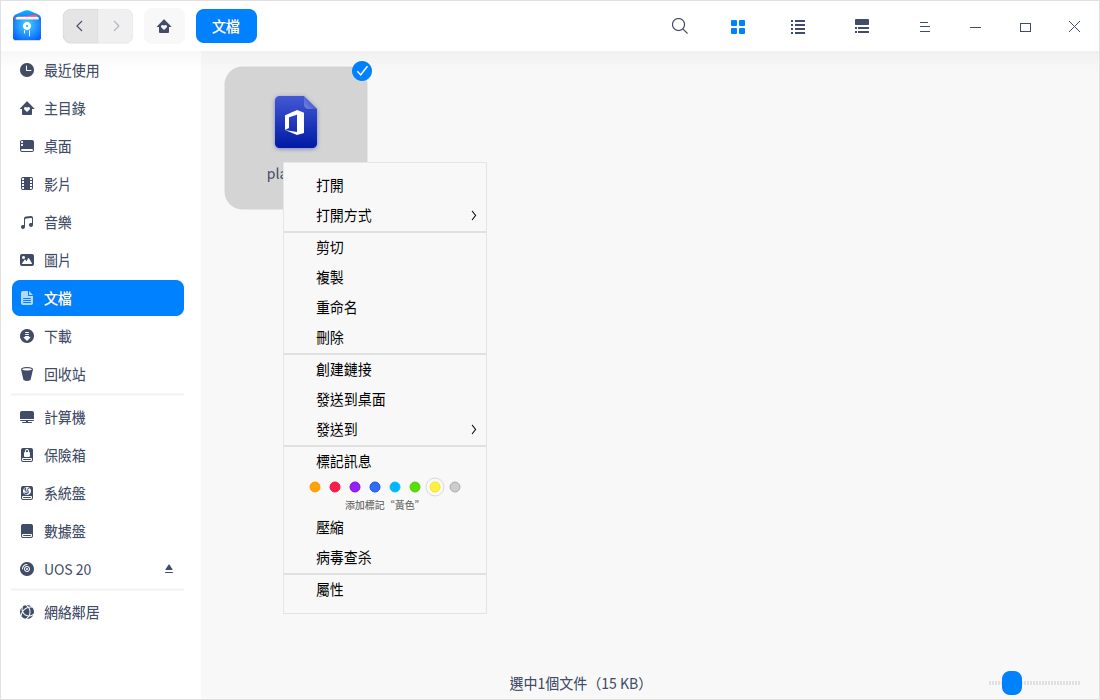 文檔
最近使用
主目錄
桌面
影片
音樂
圖片
文檔
下載
回收站
計算機
保險箱
系統盤
數據盤
UOS 20
網絡鄰居
打開
打開方式
剪切
複製
重命名
刪除
創建鏈接
發送到桌面
發送到
標記訊息
添加標記 “黃色”
壓縮
病毒查杀
屬性
選中1個文件（15 KB）